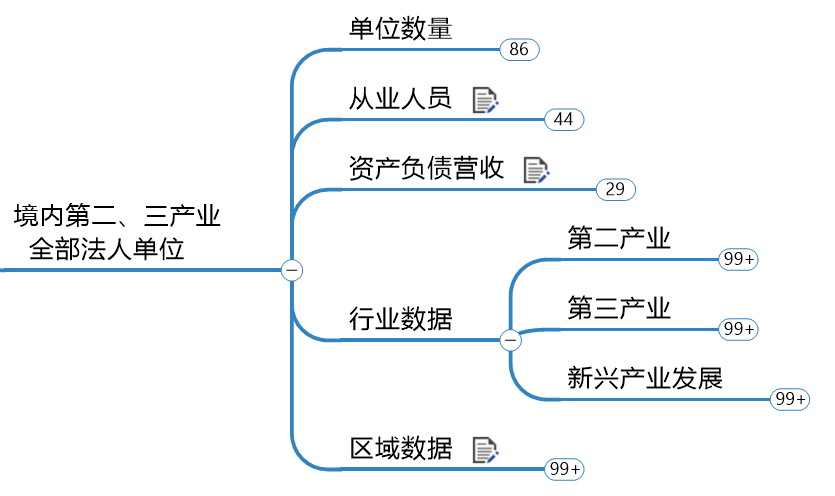 单位数量
86
从业人员
44
资产负债营收
29
境内第二、三产业
全部法人单位
第二产业
99+
行业数据
第三产业
99+
新兴产业发展
99+
区域数据
99+